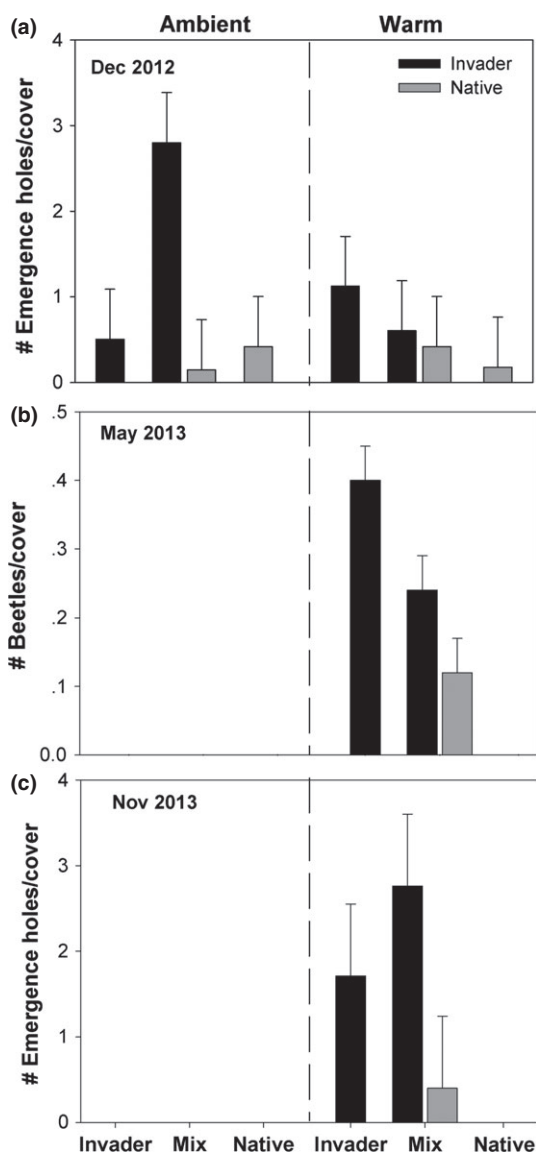 (a)
Ambient
Warm
Dec 2012
Invader
Native
4
3
2
1
0
# Emergence holes/cover
(b)
May 2013
.5
.4
.3
.2
.1
0.0
# Beetles/cover
(c)
Nov 2013
4
3
2
1
0
# Emergence holes/cover
Invader Mix Native Invader Mix Native